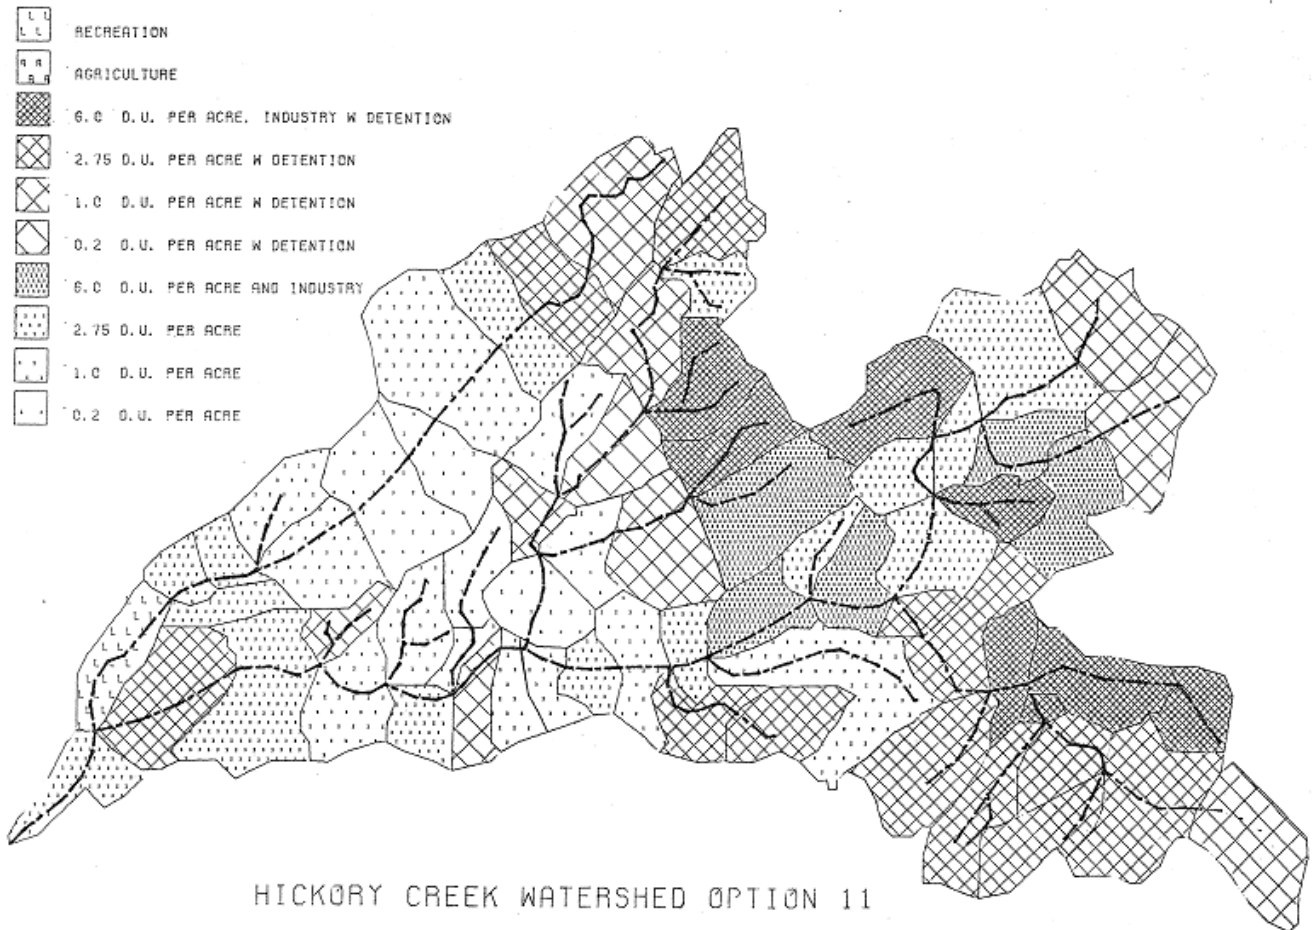 RECREATION
AGRICULTURE
6.0 D.U. PER ACRE, INDUSTRY W DETENTION
2.75 D.U. PER ACRE W DETENTION
1.0 D.U. PER ACRE W DETENTION
0.2 D.U. PER ACRE W DETENTION
6.0 D.U. PER ACRE AND INDUSTRY
2.75 D.U. PER ACRE
1.0 D.U. PER ACRE
0.2 D.U. PER ACRE
HICKORY CREEK WATERSHED OPTION 11